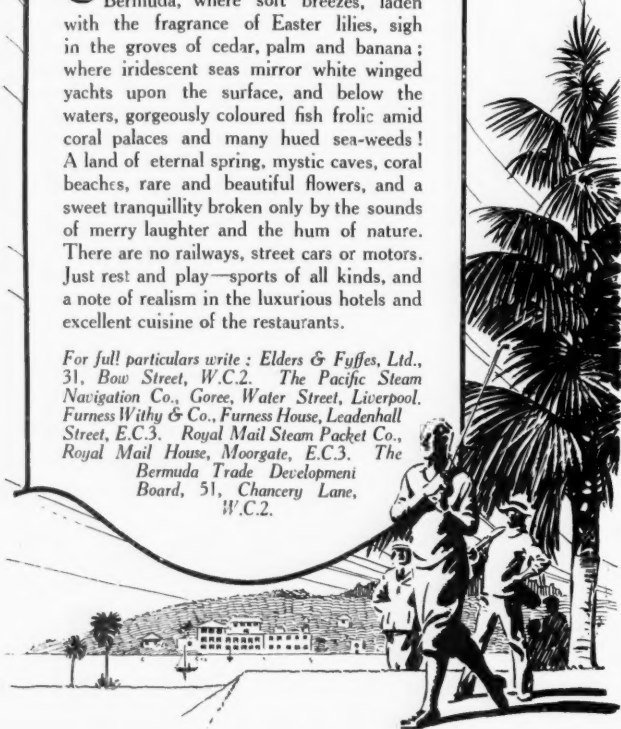 Bermuda, where soft breezes, laden
with the fragrance of Easter lilies, sigh
in the groves of cedar, palm and banana ;
where iridescent seas mirror white winged
yachts upon the surface, and below the
waters, gorgeously coloured fish frolic amid
coral palaces and many hued sea-weeds !
A land of eternal spring, mystic caves, coral
beaches, rare and beautiful flowers, and a
sweet tranquillity broken only by the sounds
of merry laughter and the hum of nature.
There are no railways, street cars or motors.
Just rest and play—sports of all kinds, and
a note of realism in the luxurious hotels and
excellent cuisine of the restaurants.
For full particulars write : Elders & Fyffes, Ltd.,
31, Bow Street, W.C.2. The Pacific Steam
Navigation Co., Goree, Water Street, Liverpool.
Furness Withy & Co., Furness House, Leadenhall
Street, E.C.3. Royal Mail Steam Packet Co.,
Royal Mail House, Moorgate, E.C.3. The
Bermuda Trade Development
Board, 51, Chancery Lane,
W.C.2.